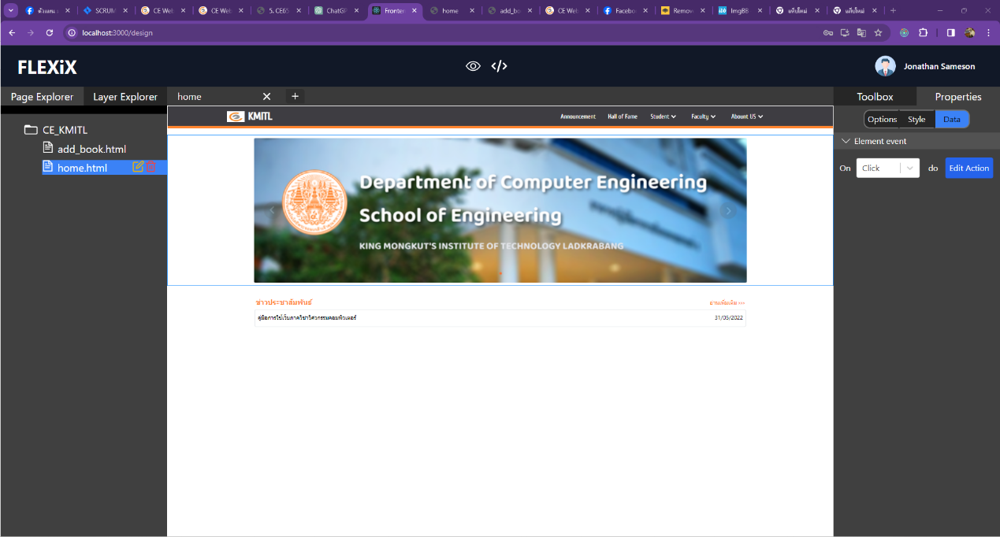 ตัวแทน
SCRUM
CE Web
CE Web
5. CE65
ChatGP
Fronter
home
add_bo
CE Web
Facebo
Remov
ImgBB
แท็บใหม่
แท็บใหม่
localhost:3000/design
FLEXiX
</>
Jonathan Sameson
Page Explorer
Layer Explorer
home
+
Toolbox
Properties
CE_KMITL
add_book.html
home.html
KMITL
Announcement
Hall of Fame
Student
Faculty
Abount US
Options
Style
Data
Element event
On
Click
do
Edit Action
Department of Computer Engineering
School of Engineering
KING MONGKUT'S INSTITUTE OF TECHNOLOGY LADKRABANG
ข่าวประชาสัมพันธ์
อ่านเพิ่มเติม >>>
คู่มือการใช้เว็บภาควิชาวิศวกรรมคอมพิวเตอร์
31/05/2022